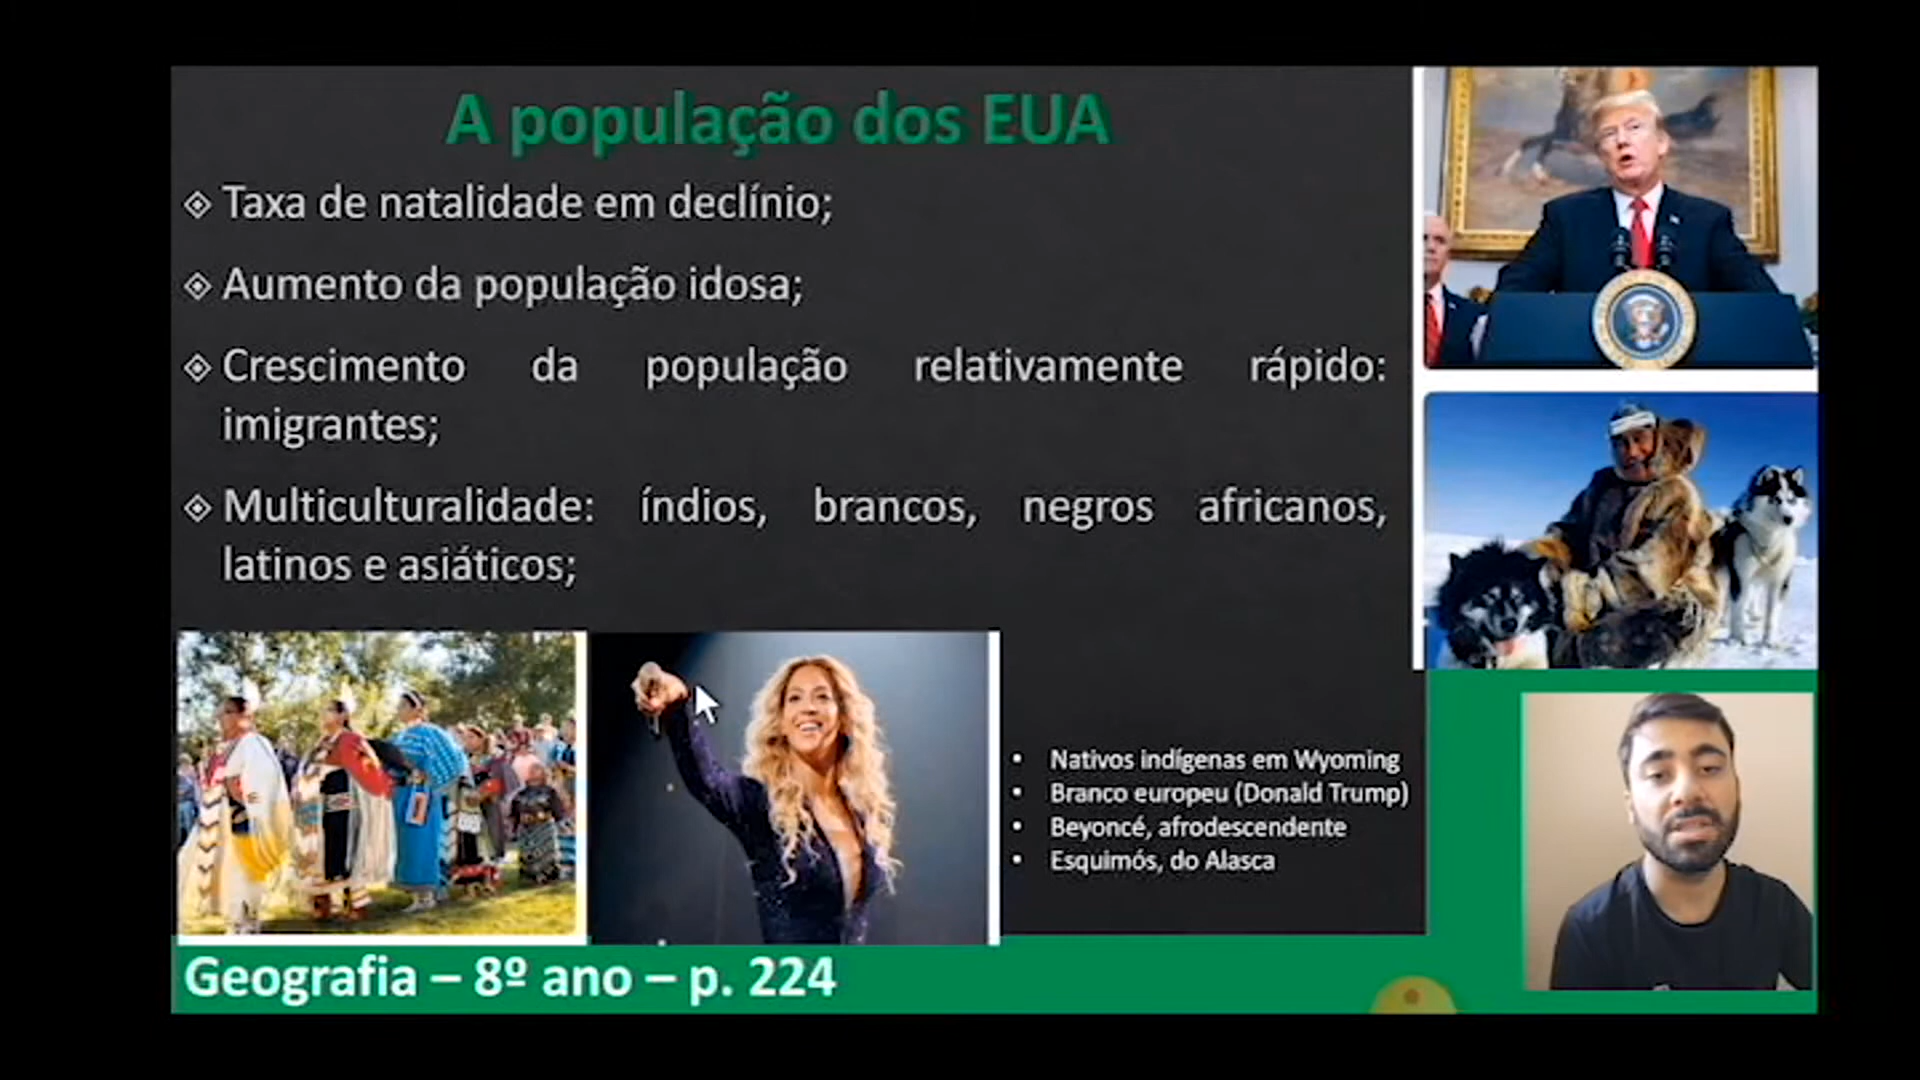 A população dos EUA
Taxa de natalidade em declínio;
Aumento da população idosa;
Crescimento da população relativamente rápido:
imigrantes;
Multiculturalidade: índios, brancos, negros africanos,
latinos e asiáticos;
• Nativos indígenas em Wyoming
• Branco europeu (Donald Trump)
• Beyoncé, afrodescendente
• Esquimós, do Alasca
Geografia – 8º ano – p. 224